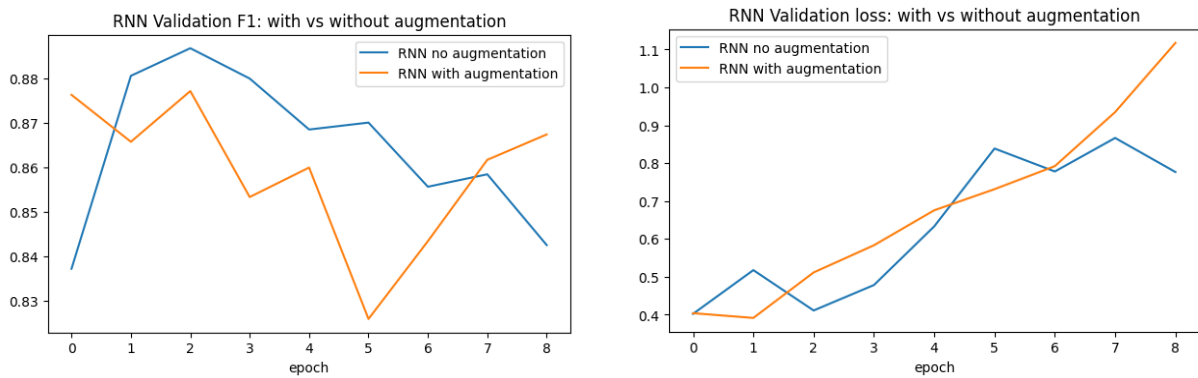 RNN Validation F1: with vs without augmentation
RNN no augmentation
RNN with augmentation
0.88
0.87
0.86
0.85
0.84
0.83
0 1 2 3 4 5 6 7 8
epoch
RNN Validation loss: with vs without augmentation
RNN no augmentation
RNN with augmentation
1.1
1.0
0.9
0.8
0.7
0.6
0.5
0.4
0 1 2 3 4 5 6 7 8
epoch